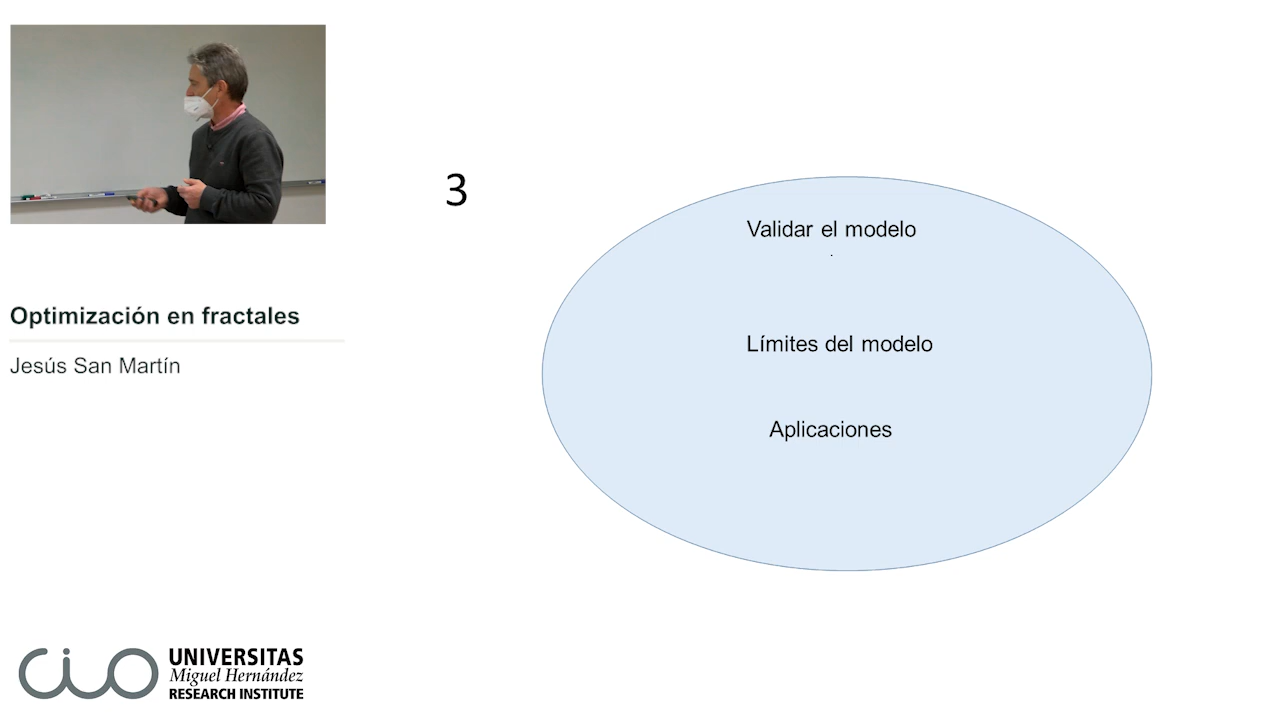 Optimización en fractales
Jesús San Martín
3
Validar el modelo
.
Límites del modelo
Aplicaciones
cio
UNIVERSITAS
Miguel Hernández
RESEARCH INSTITUTE